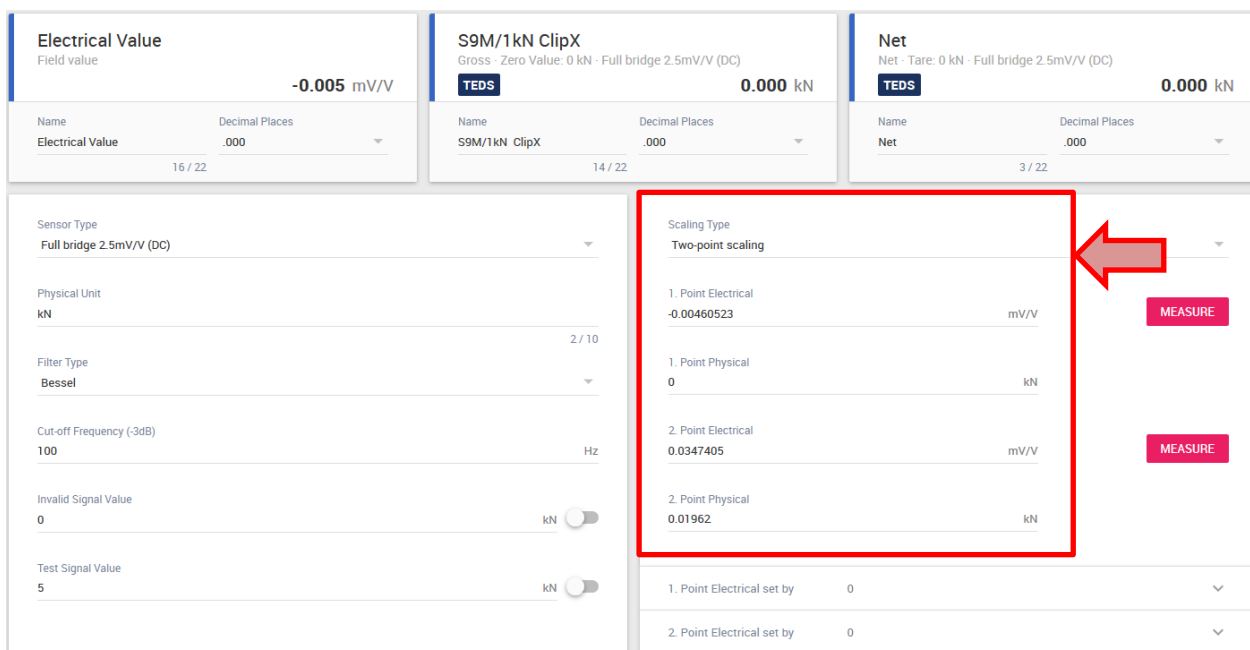 Electrical Value
Field value
-0.005 mV/V
Name
Decimal Places
Electrical Value
.000
16 / 22
S9M/1kN ClipX
Gross · Zero Value: 0 kN · Full bridge 2.5mV/V (DC)
TEDS
0.000 kN
Name
Decimal Places
S9M/1kN ClipX
.000
14 / 22
Net
Net · Tare: 0 kN · Full bridge 2.5mV/V (DC)
TEDS
0.000 kN
Name
Decimal Places
Net
.000
3 / 22
Sensor Type
Full bridge 2.5mV/V (DC)
Physical Unit
kN
2 / 10
Filter Type
Bessel
Cut-off Frequency (-3dB)
100 Hz
Invalid Signal Value
0 kN
Test Signal Value
5 kN
Scaling Type
Two-point scaling
1. Point Electrical
-0.00460523 mV/V
MEASURE
1. Point Physical
0 kN
2. Point Electrical
0.0347405 mV/V
MEASURE
2. Point Physical
0.01962 kN
1. Point Electrical set by 0
2. Point Electrical set by 0